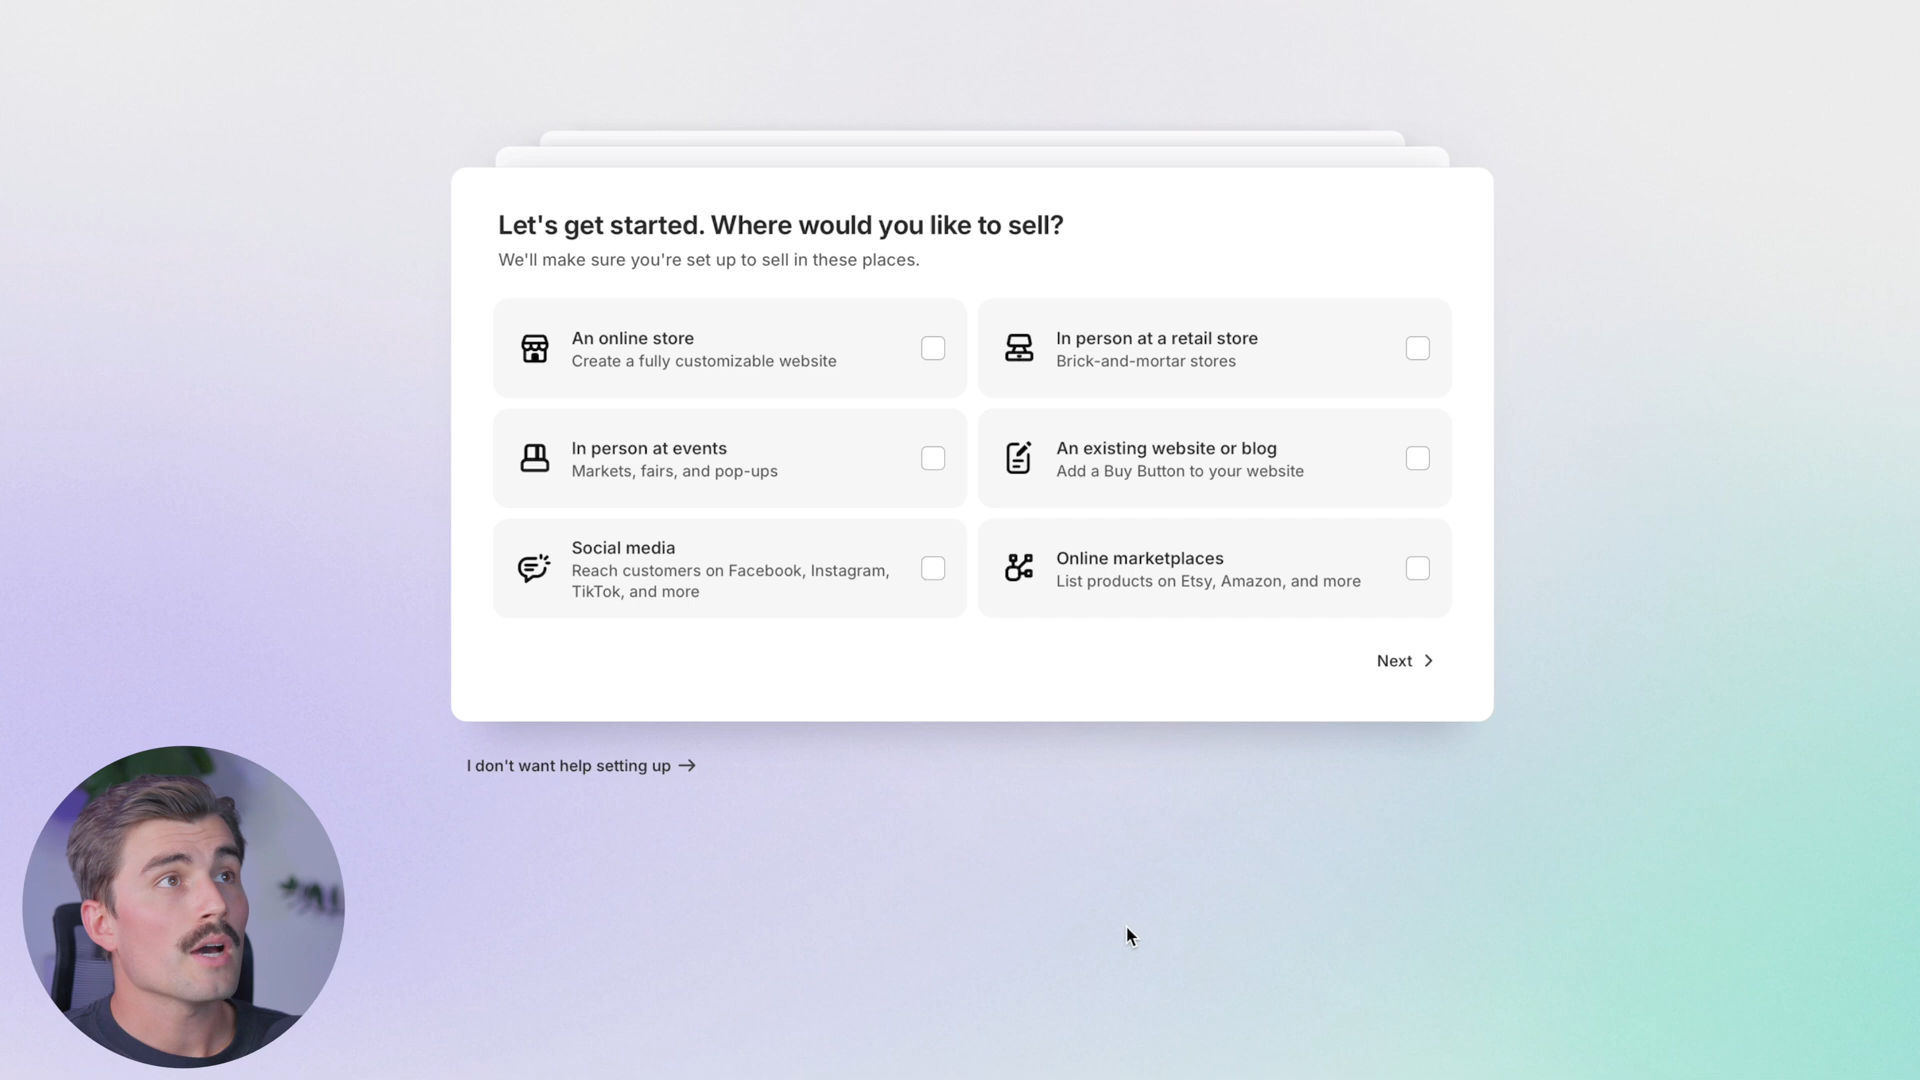 Let's get started. Where would you like to sell?
We'll make sure you're set up to sell in these places.
An online store
Create a fully customizable website
In person at a retail store
Brick-and-mortar stores
In person at events
Markets, fairs, and pop-ups
An existing website or blog
Add a Buy Button to your website
Social media
Reach customers on Facebook, Instagram,
TikTok, and more
Online marketplaces
List products on Etsy, Amazon, and more
Next
I don't want help setting up